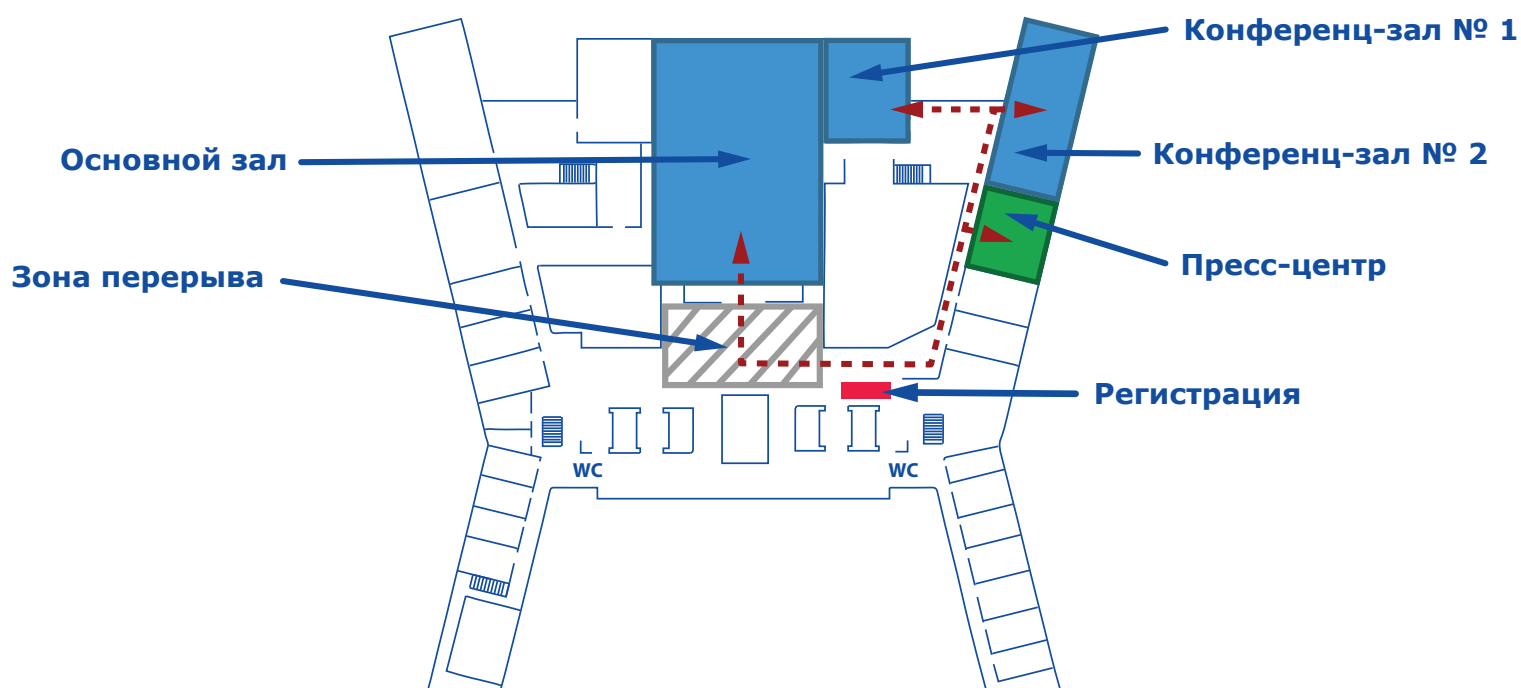 Конференц-зал № 1
Основной зал
Конференц-зал № 2
Зона перерыва
Пресс-центр
Регистрация
WC
WC